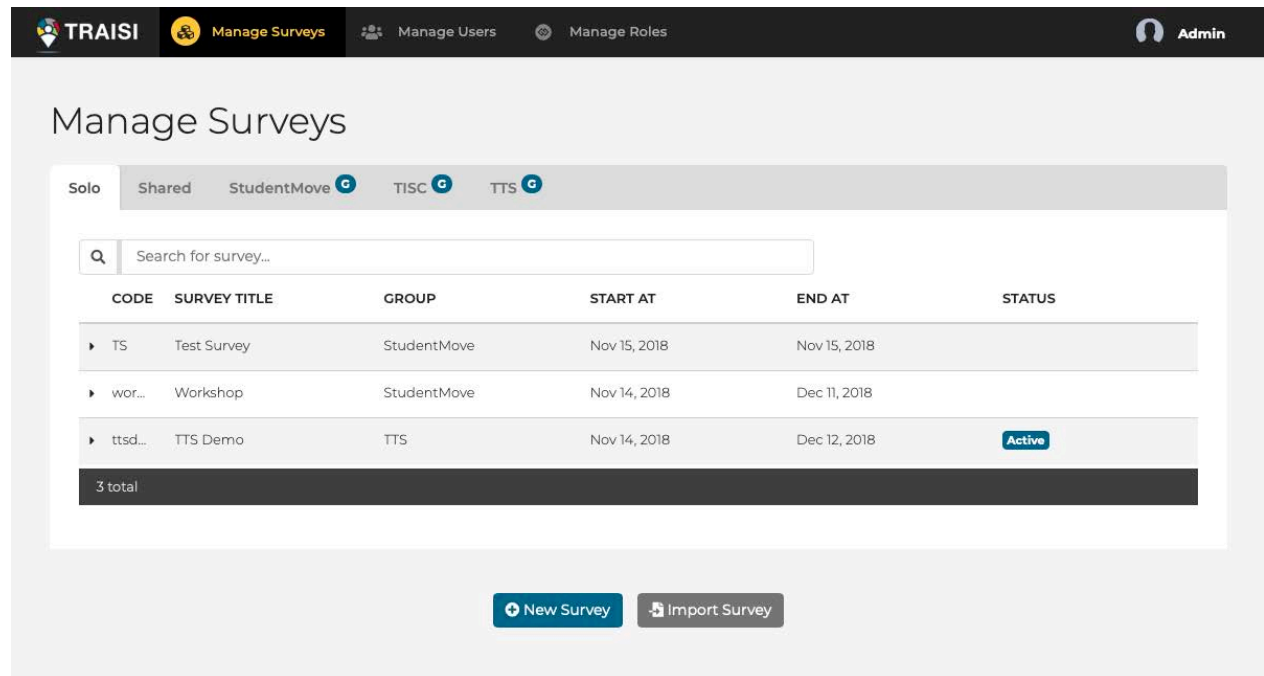 TRAISI Manage Surveys Manage Users Manage Roles Admin
Manage Surveys
Solo Shared StudentMove G TISC G TTS G
Search for survey...
CODE SURVEY TITLE GROUP START AT END AT STATUS
TS Test Survey StudentMove Nov 15, 2018 Nov 15, 2018
wor... Workshop StudentMove Nov 14, 2018 Dec 11, 2018
ttsd... TTS Demo TTS Nov 14, 2018 Dec 12, 2018 Active
3 total
New Survey Import Survey